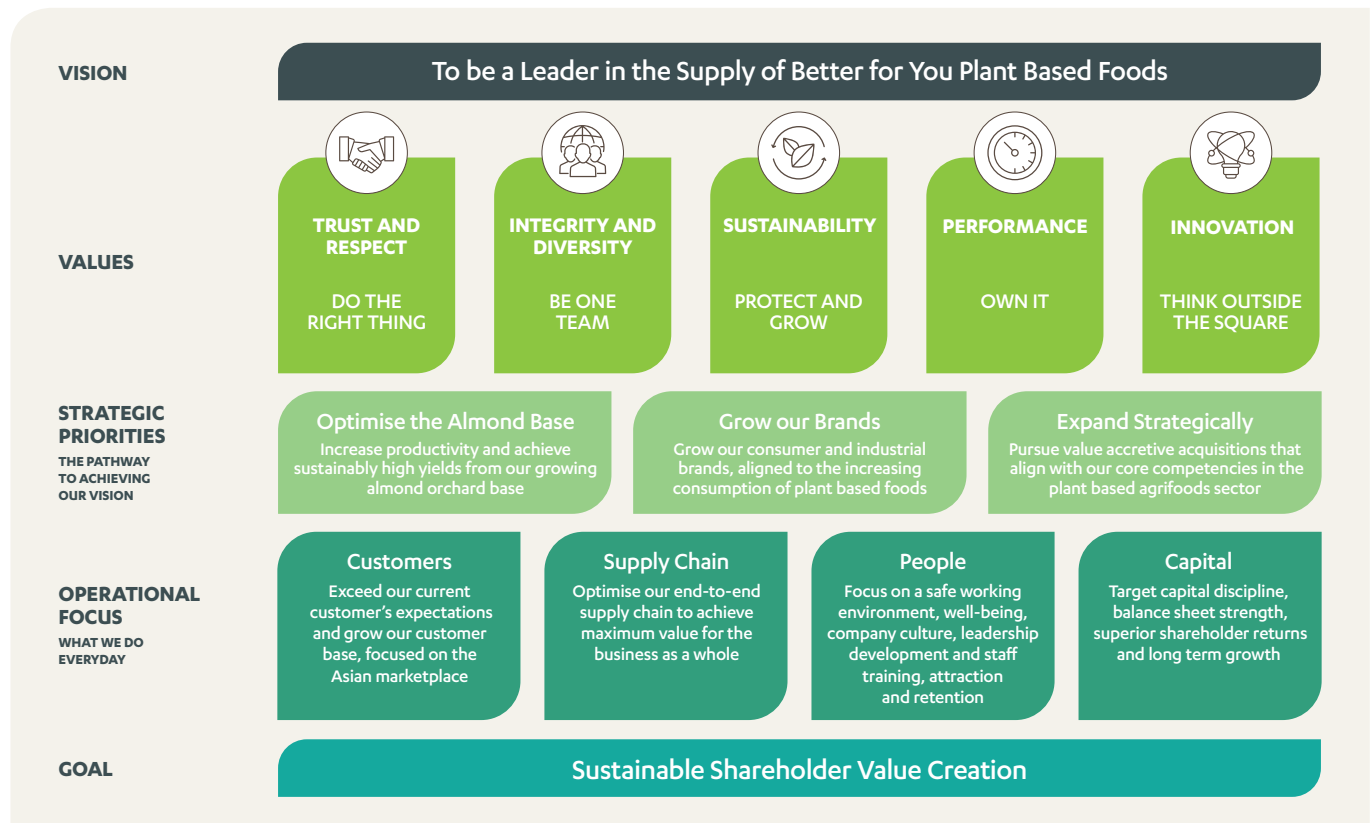 VISION
To be a Leader in the Supply of Better for You Plant Based Foods
VALUES
TRUST AND
RESPECT
DO THE
RIGHT THING
INTEGRITY AND
DIVERSITY
BE ONE
TEAM
SUSTAINABILITY
PROTECT AND
GROW
PERFORMANCE
OWN IT
INNOVATION
THINK OUTSIDE
THE SQUARE
STRATEGIC
PRIORITIES
THE PATHWAY
TO ACHIEVING
OUR VISION
Optimise the Almond Base
Increase productivity and achieve
sustainably high yields from our growing
almond orchard base
Grow our Brands
Grow our consumer and industrial
brands, aligned to the increasing
consumption of plant based foods
Expand Strategically
Pursue value accretive acquisitions that
align with our core competencies in the
plant based agrifoods sector
OPERATIONAL
FOCUS
WHAT WE DO
EVERYDAY
Customers
Exceed our current
customer's expectations
and grow our customer
base, focused on the
Asian marketplace
Supply Chain
Optimise our end-to-end
supply chain to achieve
maximum value for the
business as a whole
People
Focus on a safe working
environment, well-being,
company culture, leadership
development and staff
training, attraction
and retention
Capital
Target capital discipline,
balance sheet strength,
superior shareholder returns
and long term growth
GOAL
Sustainable Shareholder Value Creation